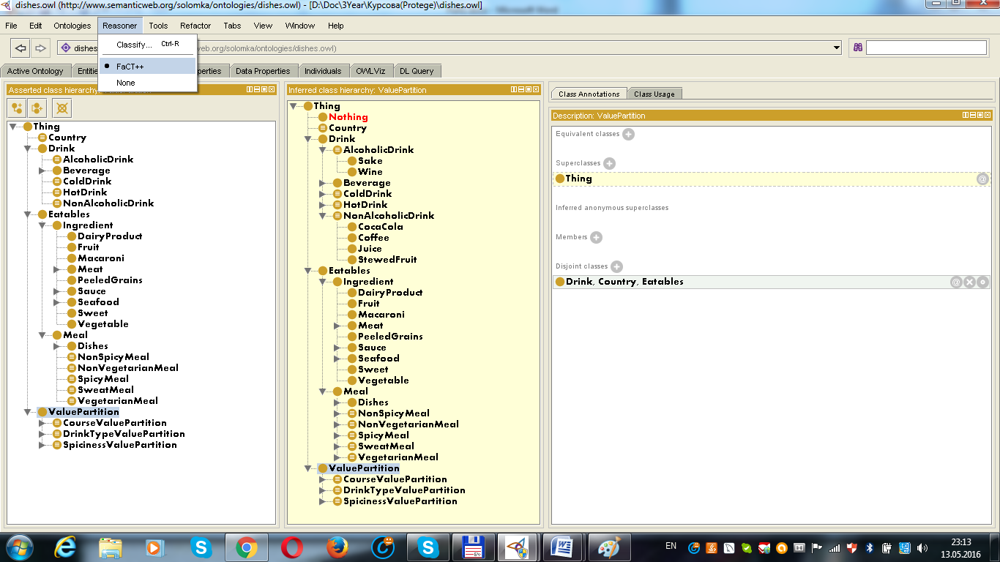 dishes.owl (http://www.semanticweb.org/solomka/ontologies/dishes.owl) - [D:\Doc\3Year\Курсова(Protege)\dishes.owl]
File Edit Ontologies Reasoner Tools Refactor Tabs View Window Help
Classify... Ctrl-R
FaCT++
None
dishes web.org/solomka/ontologies/dishes.owl)
Active Ontology Entitie perties Data Properties Individuals OWLViz DL Query
Asserted class hierarchy:
Thing
Country
Drink
AlcoholicDrink
Beverage
ColdDrink
HotDrink
NonAlcoholicDrink
Eatables
Ingredient
DairyProduct
Fruit
Macaroni
Meat
PeeledGrains
Sauce
Seafood
Sweet
Vegetable
Meal
Dishes
NonSpicyMeal
NonVegetarianMeal
SpicyMeal
SweatMeal
VegetarianMeal
ValuePartition
CourseValuePartition
DrinkTypeValuePartition
SpicinessValuePartition
Inferred class hierarchy: ValuePartition
Thing
Nothing
Country
Drink
AlcoholicDrink
Sake
Wine
Beverage
ColdDrink
HotDrink
NonAlcoholicDrink
CocaCola
Coffee
Juice
StewedFruit
Eatables
Ingredient
DairyProduct
Fruit
Macaroni
Meat
PeeledGrains
Sauce
Seafood
Sweet
Vegetable
Meal
Dishes
NonSpicyMeal
NonVegetarianMeal
SpicyMeal
SweatMeal
VegetarianMeal
ValuePartition
CourseValuePartition
DrinkTypeValuePartition
SpicinessValuePartition
Class Annotations Class Usage
Description: ValuePartition
Equivalent classes
Superclasses
Thing
Inferred anonymous superclasses
Members
Disjoint classes
Drink, Country, Eatables
EN
23:13
13.05.2016